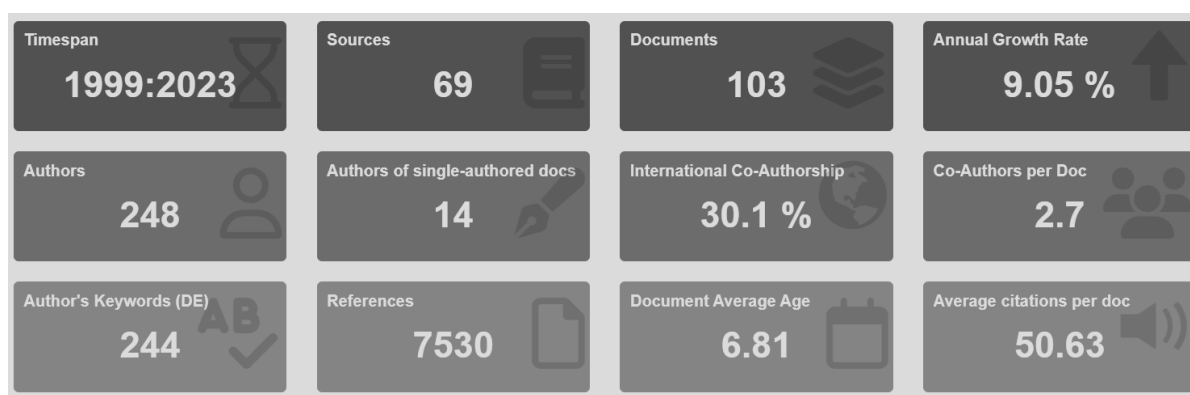 Timespan
1999:2023
Sources
69
Documents
103
Annual Growth Rate
9.05 %
Authors
248
Authors of single-authored docs
14
International Co-Authorship
30.1 %
Co-Authors per Doc
2.7
Author's Keywords (DE)
AB
244
References
7530
Document Average Age
6.81
Average citations per doc
50.63